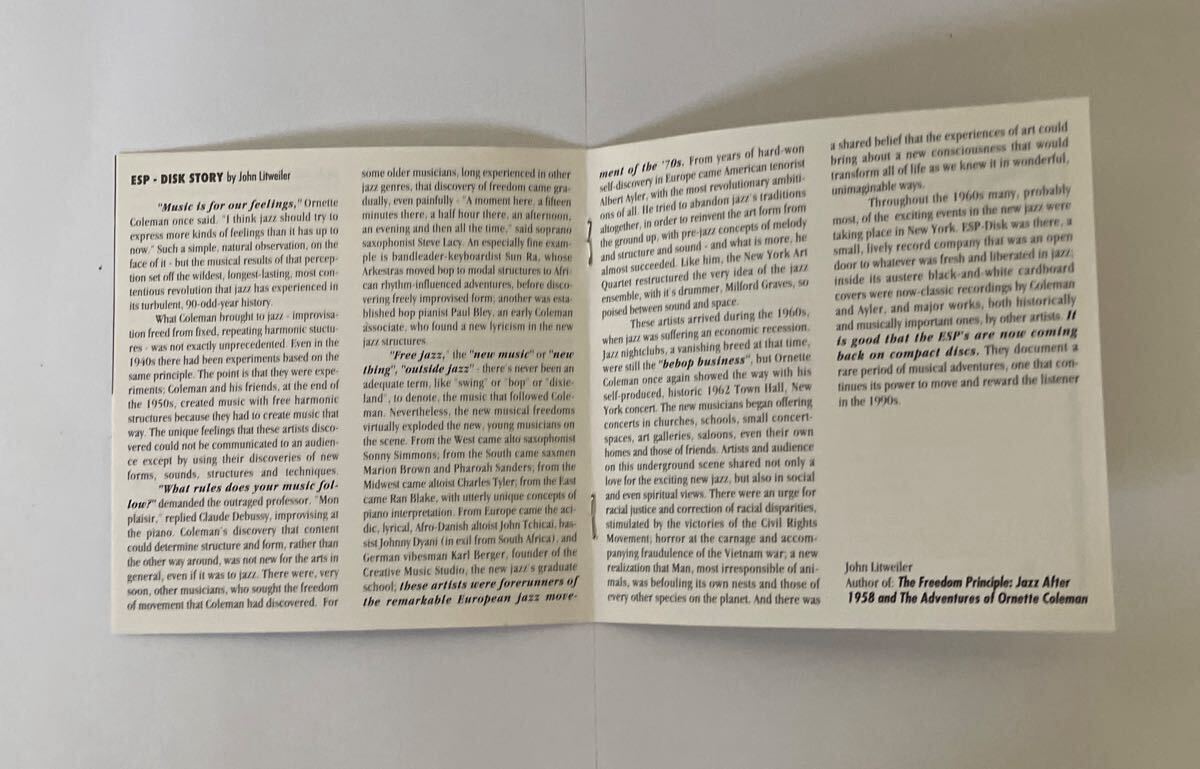 ESP - DISK STORY by John Litweiler
"Music is for our feelings," Ornette
Coleman once said. "I think jazz should try to
express more kinds of feelings than it has up to
now." Such a simple, natural observation, on the
face of it - but the musical results of that percep-
tion set off the wildest, longest-lasting, most con-
tentious revolution that jazz has experienced in
its turbulent, 90-odd-year history.
What Coleman brought to jazz - improvisa-
tion freed from fixed, repeating harmonic stuctu-
res - was not exactly unprecedented. Even in the
1940s there had been experiments based on the
same principle. The point is that they were expe-
riments; Coleman and his friends, at the end of
the 1950s, created music with free harmonic
structures because they had to create music that
way. The unique feelings that these artists disco-
vered could not be communicated to an audien-
ce except by using their discoveries of new
forms, sounds, structures and techniques.
"What rules does your music fol-
low?" demanded the outraged professor. "Mon
plaisir," replied Claude Debussy, improvising at
the piano. Coleman's discovery that content
could determine structure and form, rather than
the other way around, was not new for the arts in
general, even if it was to jazz. There were, very
soon, other musicians, who sought the freedom
of movement that Coleman had discovered. For
some older musicians, long experienced in other
jazz genres, that discovery of freedom came gra-
dually, even painfully - "A moment here, a fifteen
minutes there, a half hour there, an afternoon,
an evening and then all the time," said soprano
saxophonist Steve Lacy. An especially fine exam-
ple is bandleader-keyboardist Sun Ra, whose
Arkestras moved bop to modal structures to Afri-
can rhythm-influenced adventures, before disco-
vering freely improvised form; another was esta-
blished bop pianist Paul Bley, an early Coleman
associate, who found a new lyricism in the new
jazz structures.
"Free jazz," the "new music" or "new
thing", "outside jazz" - there's never been an
adequate term, like "swing" or "bop" or "dixie-
land", to denote, the music that followed Cole-
man. Nevertheless, the new musical freedoms
virtually exploded the new, young musicians on
the scene. From the West came alto saxophonist
Sonny Simmons; from the South came saxmen
Marion Brown and Pharoah Sanders; from the
Midwest came altoist Charles Tyler; from the East
came Ran Blake, with utterly unique concepts of
piano interpretation. From Europe came the aci-
dic, lyrical, Afro-Danish altoist John Tchicai, bas-
sist Johnny Dyani (in exil from South Africa), and
German vibesman Karl Berger, founder of the
Creative Music Studio, the new jazz's graduate
school; these artists were forerunners of
the remarkable European jazz move-
ment of the '70s. From years of hard-won
self-discovery in Europe came American tenorist
Albert Ayler, with the most revolutionary ambiti-
ons of all. He tried to abandon jazz's traditions
altogether, in order to reinvent the art form from
the ground up, with pre-jazz concepts of melody
and structure and sound - and what is more, he
almost succeeded. Like him, the New York Art
Quartet restructured the very idea of the jazz
ensemble, with it's drummer, Milford Graves, so
poised between sound and space.
These artists arrived during the 1960s,
when jazz was suffering an economic recession.
Jazz nightclubs, a vanishing breed at that time,
were still the "bebop business", but Ornette
Coleman once again showed the way with his
self-produced, historic 1962 Town Hall, New
York concert. The new musicians began offering
concerts in churches, schools, small concert-
spaces, art galleries, saloons, even their own
homes and those of friends. Artists and audience
on this underground scene shared not only a
love for the exciting new jazz, but also in social
and even spiritual views. There were an urge for
racial justice and correction of racial disparities,
stimulated by the victories of the Civil Rights
Movement; horror at the carnage and accom-
panying fraudulence of the Vietnam war; a new
realization that Man, most irresponsible of ani-
mals, was befouling its own nests and those of
every other species on the planet. And there was
a shared belief that the experiences of art could
bring about a new consciousness that would
transform all of life as we knew it in wonderful,
unimaginable ways.
Throughout the 1960s many, probably
most, of the exciting events in the new jazz were
taking place in New York. ESP-Disk was there, a
small, lively record company that was an open
door to whatever was fresh and liberated in jazz;
inside its austere black-and-white cardboard
covers were now-classic recordings by Coleman
and Ayler, and major works, both historically
and musically important ones, by other artists. It
is good that the ESP's are now coming
back on compact discs. They document a
rare period of musical adventures, one that con-
tinues its power to move and reward the listener
in the 1990s.
John Litweiler
Author of: The Freedom Principle: Jazz After
1958 and The Adventures of Ornette Coleman